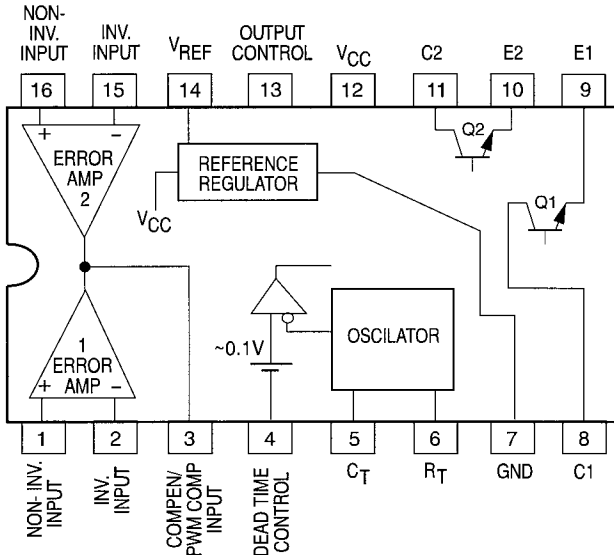 NON-
INV.
INPUT
INV.
INPUT
VREF
OUTPUT
CONTROL
VCC
C2
E2
E1
16
15
14
13
12
11
10
9
+
−
ERROR
AMP
2
REFERENCE
REGULATOR
VCC
Q2
Q1
1
ERROR
AMP
+
−
~0.1V
OSCILATOR
1
2
3
4
5
6
7
8
NON- INV.
INPUT
INV.
INPUT
COMPEN/
PWM COMP
INPUT
DEAD TIME
CONTROL
CT
RT
GND
C1